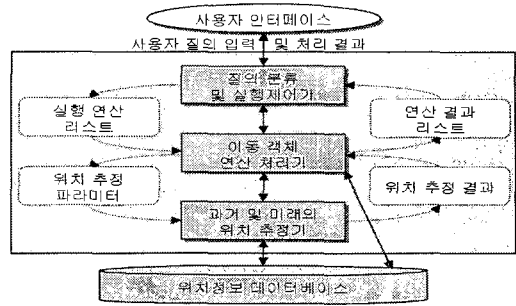 사용자 인터페이스
사용자 질의 입력 및 처리 결과
질의 분류
및 실행제어기
실행 연산
리스트
연산 결과
리스트
이동 객체
연산 처리기
위치 추정
파라미터
위치 추정 결과
과거 및 미래의
위치 추정기
위치정보 데이터베이스